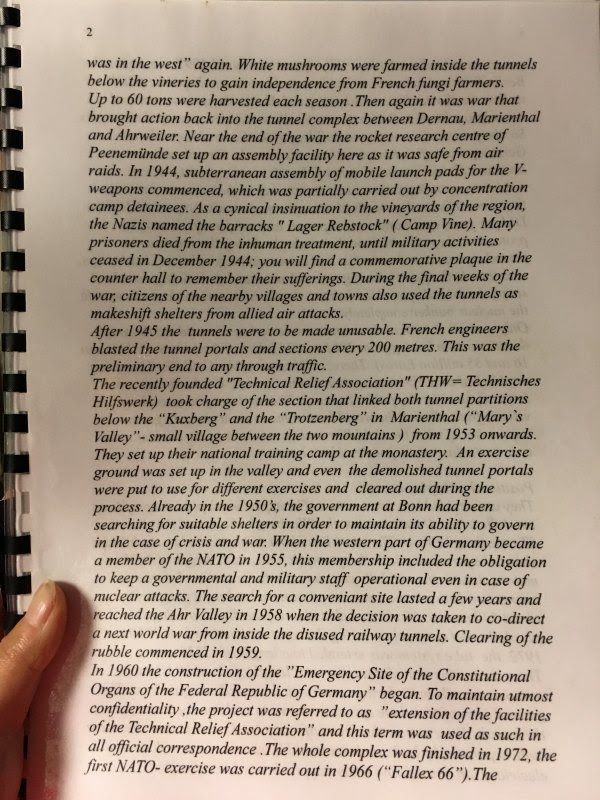 2
was in the west” again. White mushrooms were farmed inside the tunnels
below the vineries to gain independence from French fungi farmers.
Up to 60 tons were harvested each season .Then again it was war that
brought action back into the tunnel complex between Dernau, Marienthal
and Ahrweiler. Near the end of the war the rocket research centre of
Peenemünde set up an assembly facility here as it was safe from air
raids. In 1944, subterranean assembly of mobile launch pads for the V-
weapons commenced, which was partially carried out by concentration
camp detainees. As a cynical insinuation to the vineyards of the region,
the Nazis named the barracks " Lager Rebstock" ( Camp Vine). Many
prisoners died from the inhuman treatment, until military activities
ceased in December 1944; you will find a commemorative plaque in the
counter hall to remember their sufferings. During the final weeks of the
war, citizens of the nearby villages and towns also used the tunnels as
makeshift shelters from allied air attacks.
After 1945 the  tunnels were to be made unusable. French engineers
blasted the tunnel portals and sections every 200 metres. This was the
preliminary end to any through traffic.
The recently founded "Technical Relief Association" (THW= Technisches
Hilfswerk)  took charge of the section that linked both tunnel partitions
below the “Kuxberg” and the “Trotzenberg” in  Marienthal (“Mary`s
Valley”- small village between the two mountains )  from 1953 onwards.
They set up their national training camp at the monastery.  An exercise
ground was set up in the valley and even  the demolished tunnel portals
were put to use for different exercises and  cleared out during the
process. Already in the 1950’s, the government at Bonn had been
searching for suitable shelters in order to maintain its ability to govern
in the case of crisis and war. When the western part of Germany became
a member of the NATO in 1955, this membership included the obligation
to keep a governmental and military staff  operational even in case of
nuclear attacks. The search for a conveniant site lasted a few years and
reached the Ahr Valley in 1958 when the decision was taken to co-direct
a next world war from inside the disused railway tunnels. Clearing of the
rubble commenced in 1959.
In 1960 the construction of the ”Emergency Site of the Constitutional
Organs of the Federal Republic of Germany” began. To maintain utmost
confidentiality ,the project was referred to as  ”extension of the facilities
of the Technical Relief Association” and this term was  used as such in
all official correspondence .The whole complex was finished in 1972, the
first NATO- exercise was carried out in 1966 (“Fallex 66”).The